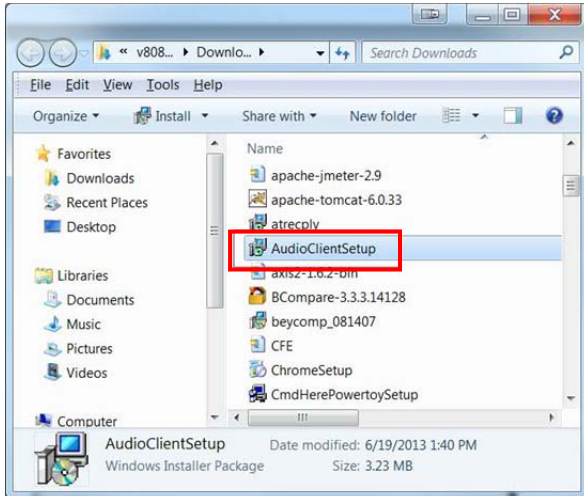 « v808... ▸ Downlo... ▸
Search Downloads
File Edit View Tools Help
Organize Install Share with New folder
Favorites
Downloads
Recent Places
Desktop
Libraries
Documents
Music
Pictures
Videos
Computer
Name
apache-jmeter-2.9
apache-tomcat-6.0.33
atrecply
AudioClientSetup
axis2-1.6.2-bin
BCompare-3.3.3.14128
beycomp_081407
CFE
ChromeSetup
CmdHerePowertoySetup
AudioClientSetup Date modified: 6/19/2013 1:40 PM
Windows Installer Package Size: 3.23 MB